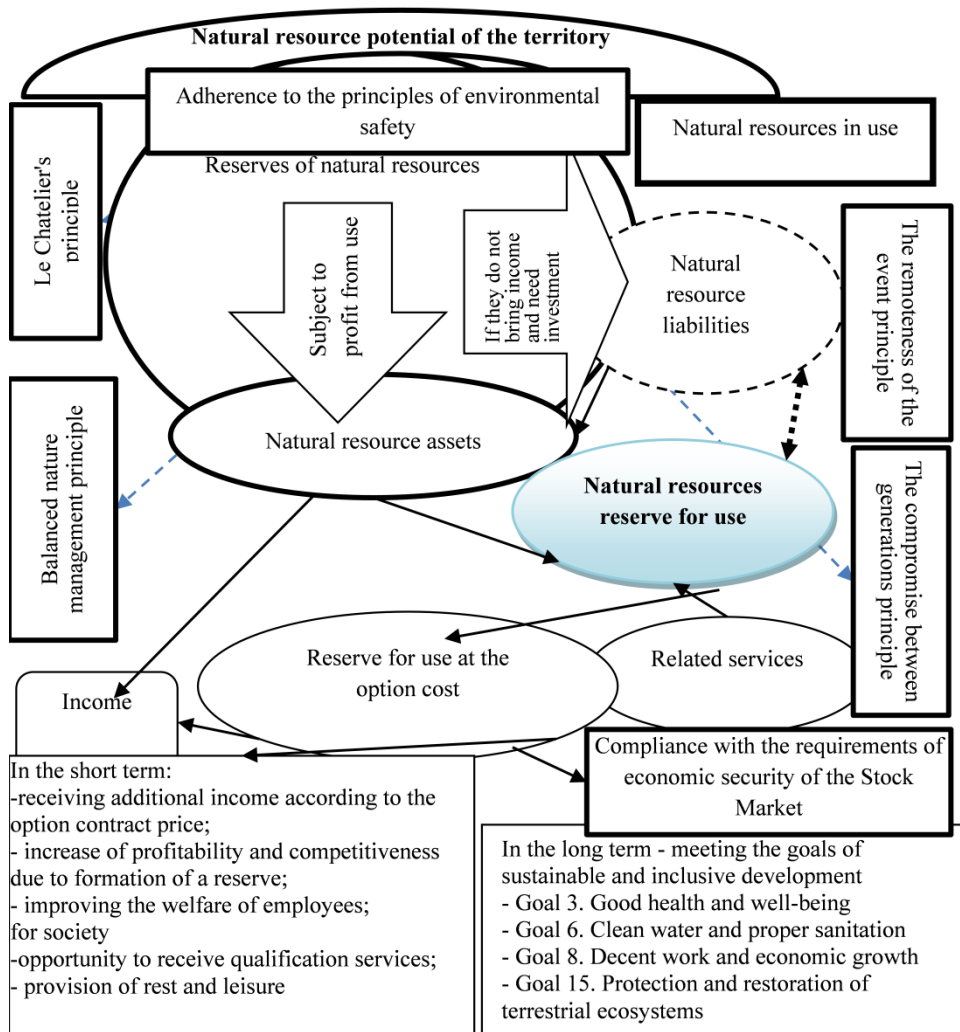 Natural resource potential of the territory
Adherence to the principles of environmental
safety
Natural resources in use
Reserves of natural resources
Le Chatelier's
principle
Subject to
profit from use
If they do not
bring income
and need
investment
Natural
resource
liabilities
The remoteness of the
event principle
Natural resource assets
Balanced nature
management principle
Natural resources
reserve for use
The compromise between
generations principle
Reserve for use at the
option cost
Related services
Income
Compliance with the requirements of
economic security of the Stock
Market
In the short term:
-receiving additional income according to the
option contract price;
- increase of profitability and competitiveness
due to formation of a reserve;
- improving the welfare of employees;
for society
-opportunity to receive qualification services;
- provision of rest and leisure
In the long term - meeting the goals of
sustainable and inclusive development
- Goal 3. Good health and well-being
- Goal 6. Clean water and proper sanitation
- Goal 8. Decent work and economic growth
- Goal 15. Protection and restoration of
terrestrial ecosystems